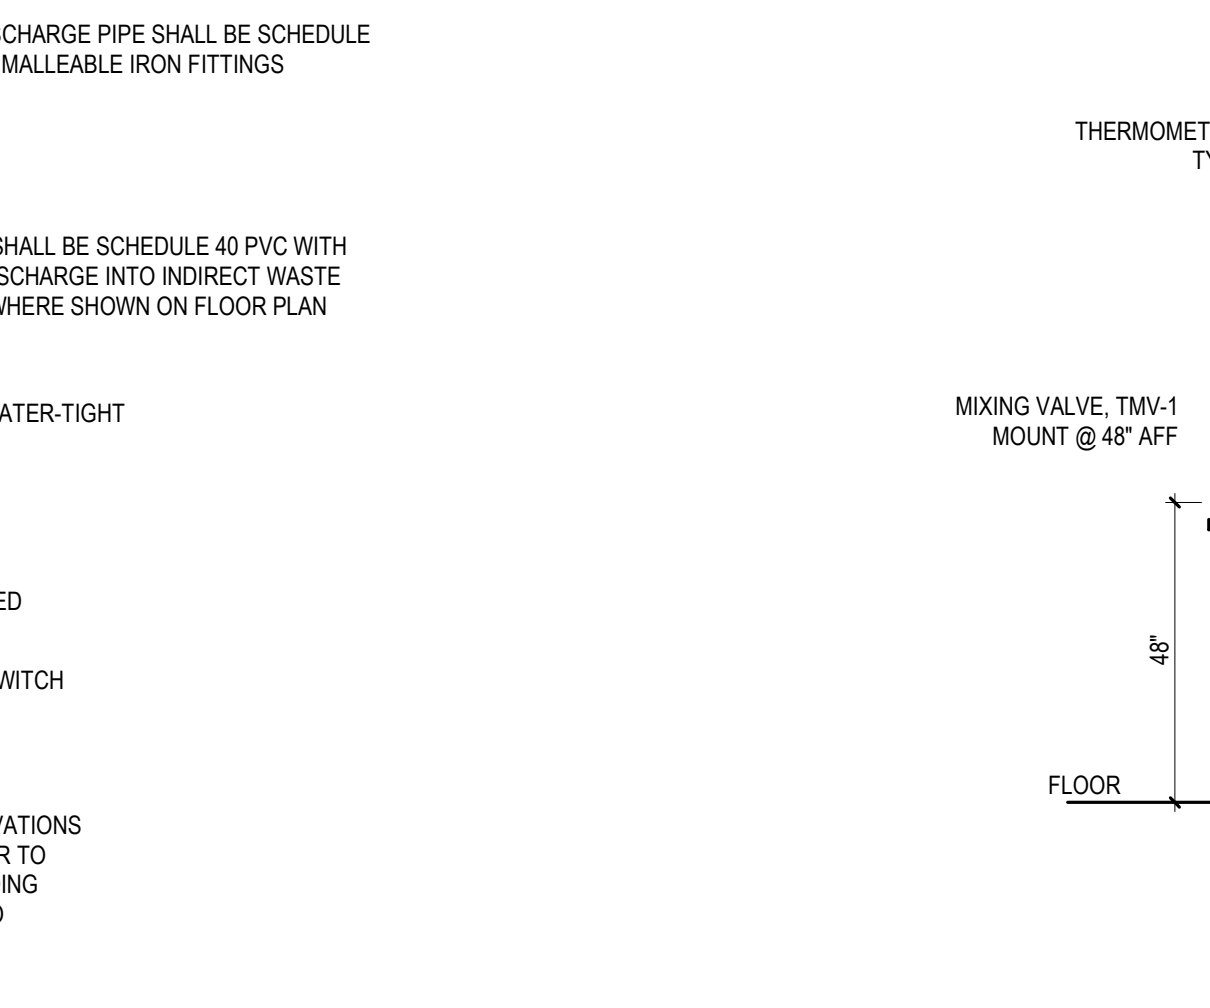 SCHARGE PIPE SHALL BE SCHEDULE
MALLEABLE IRON FITTINGS
SHALL BE SCHEDULE 40 PVC WITH
SCHARGE INTO INDIRECT WASTE
WHERE SHOWN ON FLOOR PLAN
ATER-TIGHT
ED
WITCH
VATIONS
R TO
ING
THERMOMET
TY
MIXING VALVE, TMV-1
MOUNT @ 48" AFF
48"
FLOOR